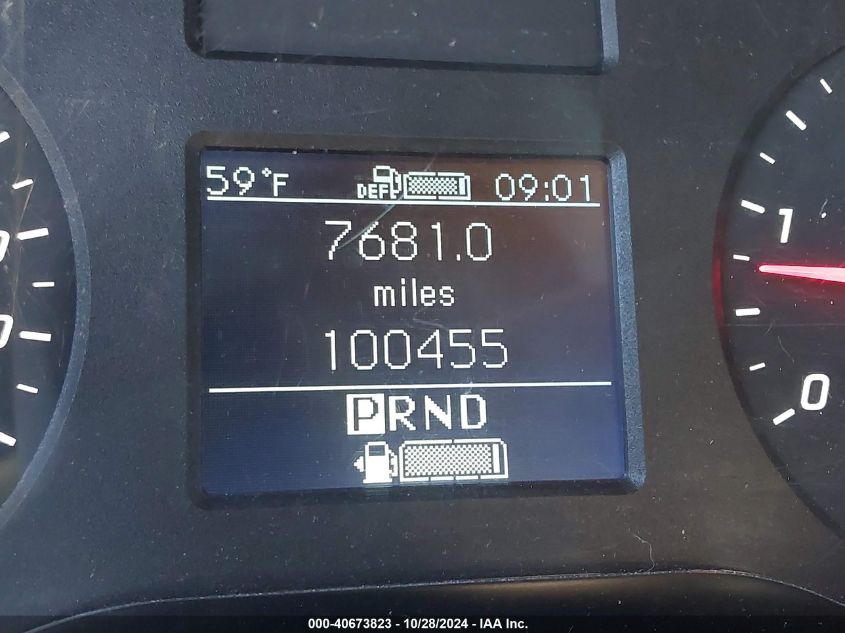 59°F DEF 09:01
7681.0
miles
100455
PRND
1
0
000-40673823 - 10/28/2024 - IAA Inc.